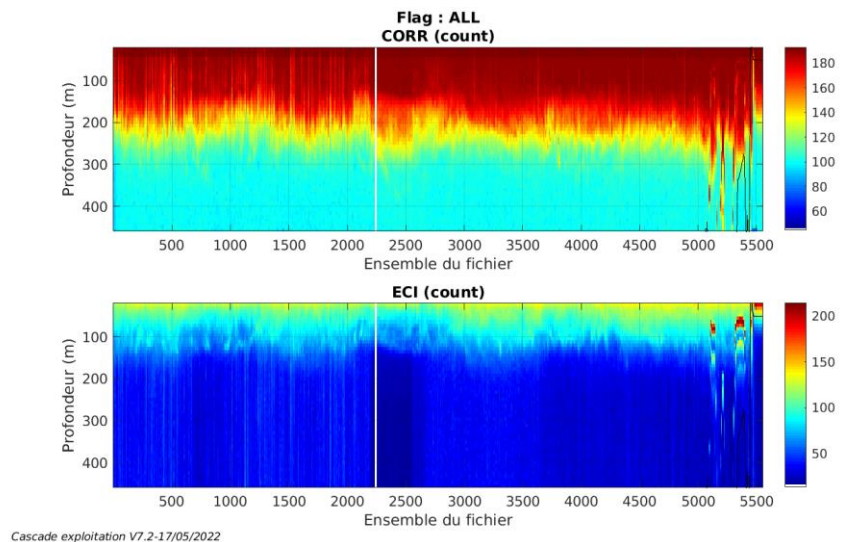 Flag : ALL
CORR (count)
Profondeur (m)
100
200
300
400
500 1000 1500 2000 2500 3000 3500 4000 4500 5000 5500
Ensemble du fichier
180
160
140
120
100
80
60
ECI (count)
Profondeur (m)
100
200
300
400
500 1000 1500 2000 2500 3000 3500 4000 4500 5000 5500
Ensemble du fichier
200
150
100
50
Cascade exploitation V7.2-17/05/2022